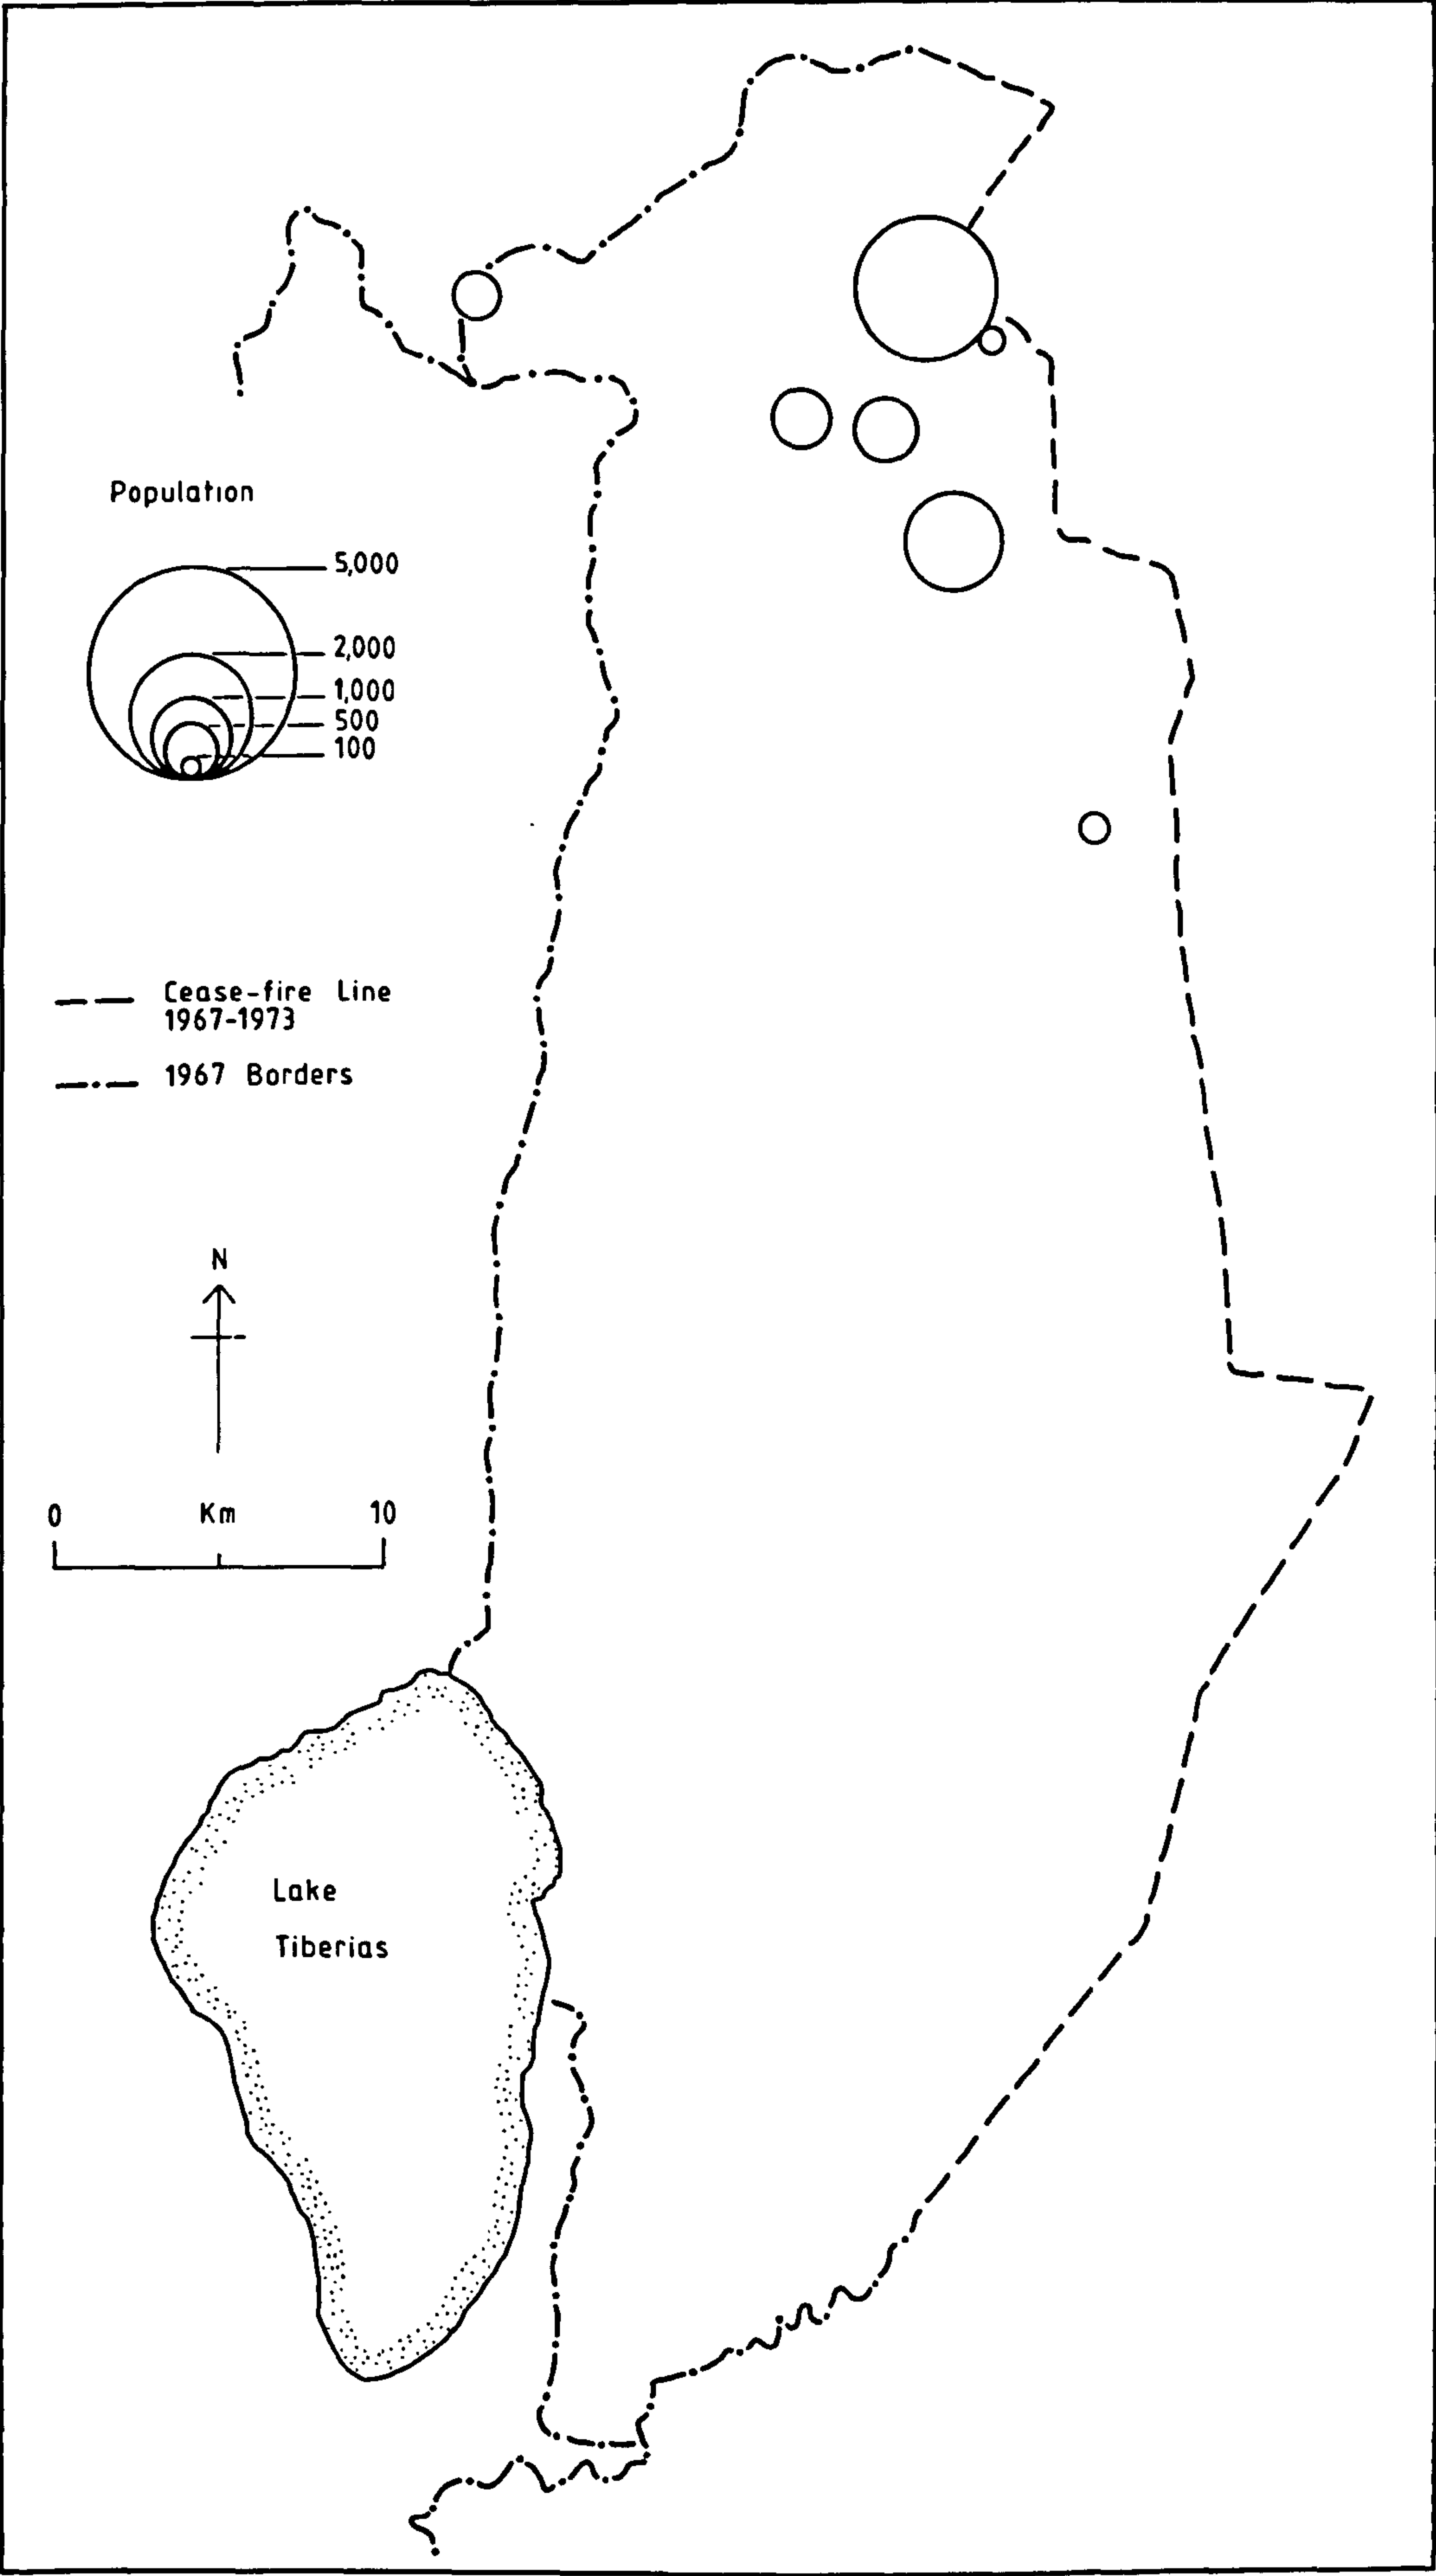 Population
5,000
2,000
1,000
500
100
Cease-fire Line
1967-1973
1967 Borders
N
0 Km 10
Lake
Tiberias